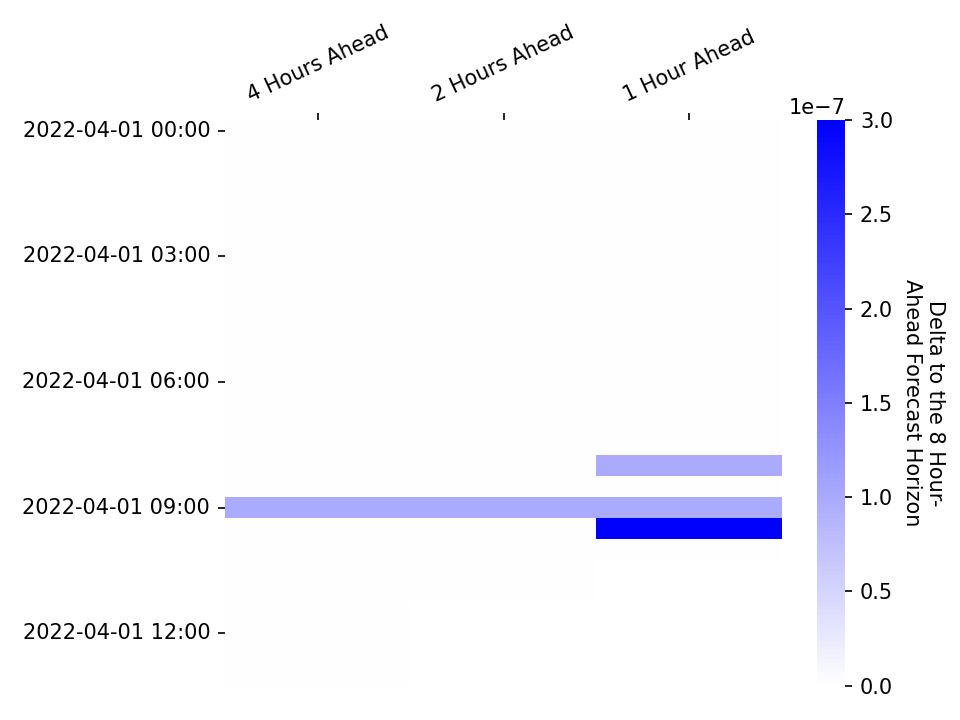 4 Hours Ahead
2 Hours Ahead
1 Hour Ahead
2022-04-01 00:00
2022-04-01 03:00
2022-04-01 06:00
2022-04-01 09:00
2022-04-01 12:00
1e−7
3.0
2.5
2.0
1.5
1.0
0.5
0.0
Delta to the 8 Hour-
Ahead Forecast Horizon